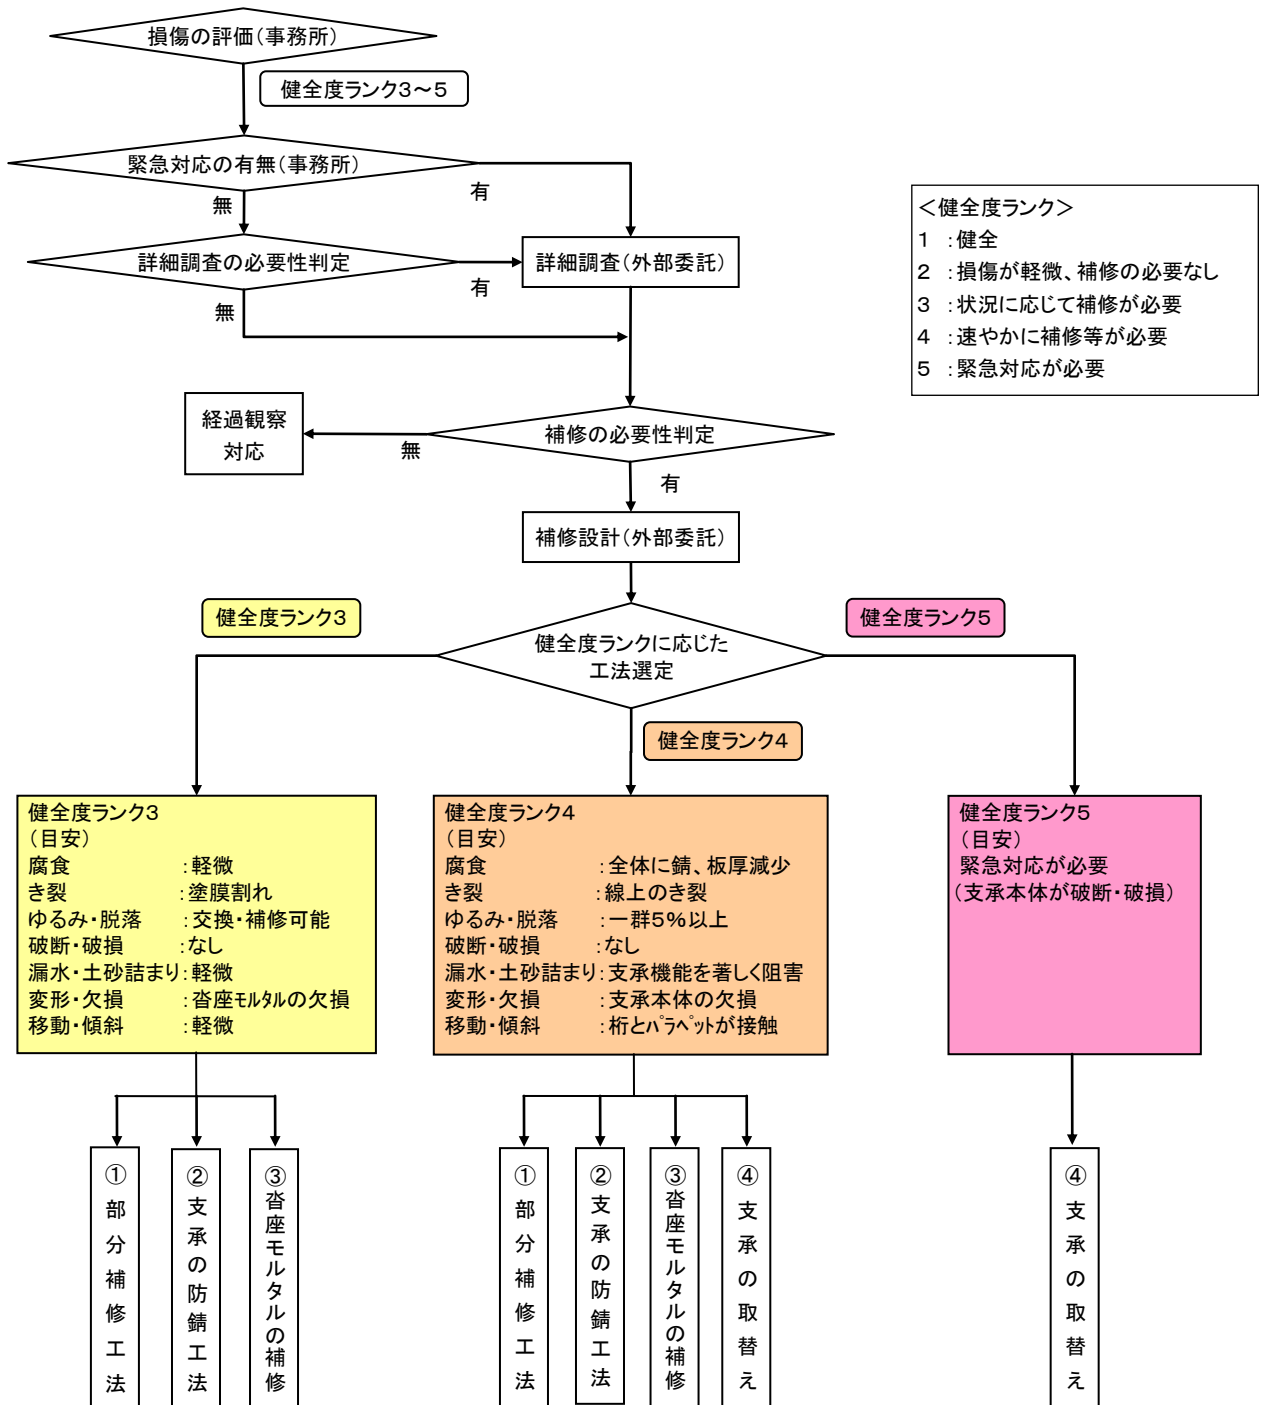 損傷の評価（事務所）
健全度ランク３～５
緊急対応の有無（事務所）
有
無
詳細調査の必要性判定
有
無
詳細調査（外部委託）
＜健全度ランク＞
１ ：健全
２ ：損傷が軽微、補修の必要なし
３ ：状況に応じて補修が必要
４ ：速やかに補修等が必要
５ ：緊急対応が必要
経過観察
対応
無
補修の必要性判定
有
補修設計（外部委託）
健全度ランク３
健全度ランク５
健全度ランクに応じた
工法選定
健全度ランク４
健全度ランク３
（目安）
腐食 ：軽微
き裂 ：塗膜割れ
ゆるみ・脱落 ：交換・補修可能
破断・破損 ：なし
漏水・土砂詰まり：軽微
変形・欠損 ：沓座ﾓﾙﾀﾙの欠損
移動・傾斜 ：軽微
健全度ランク４
（目安）
腐食 ：全体に錆、板厚減少
き裂 ：線上のき裂
ゆるみ・脱落 ：一群５％以上
破断・破損 ：なし
漏水・土砂詰まり：支承機能を著しく阻害
変形・欠損 ：支承本体の欠損
移動・傾斜 ：桁とﾊﾟﾗﾍﾟｯﾄが接触
健全度ランク５
（目安）
緊急対応が必要
（支承本体が破断・破損）
①部分補修工法
②支承の防錆工法
③沓座モルタルの補修
①部分補修工法
②支承の防錆工法
③沓座モルタルの補修
④支承の取替え
④支承の取替え